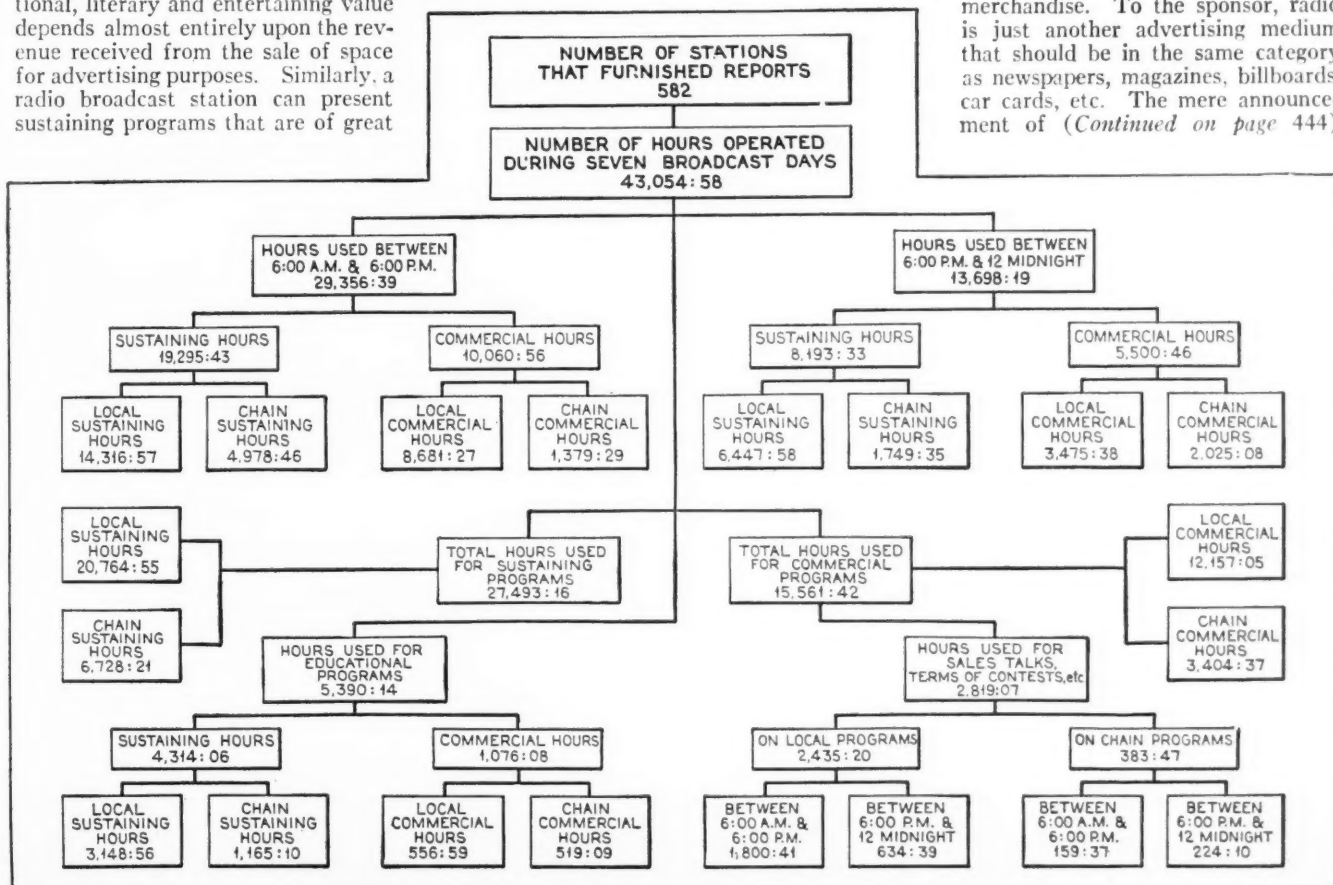 tional, literary and entertaining value
depends almost entirely upon the rev-
enue received from the sale of space
for advertising purposes. Similarly, a
radio broadcast station can present
sustaining programs that are of great
merchandise. To the sponsor, radio
is just another advertising medium
that should be in the same category
as newspapers, magazines, billboards
car cards, etc. The mere announce
ment of (Continued on page 444)
NUMBER OF STATIONS
THAT FURNISHED REPORTS
582
NUMBER OF HOURS OPERATED
DURING SEVEN BROADCAST DAYS
43,054:58
HOURS USED BETWEEN
6:00 A.M. & 6:00 P.M.
29,356:39
HOURS USED BETWEEN
6:00 P.M. & 12 MIDNIGHT
13,698:19
SUSTAINING HOURS
19,295:43
COMMERCIAL HOURS
10,060:56
SUSTAINING HOURS
8,193:33
COMMERCIAL HOURS
5,500:46
LOCAL
SUSTAINING
HOURS
14,316:57
CHAIN
SUSTAINING
HOURS
4,978:46
LOCAL
COMMERCIAL
HOURS
8,681:27
CHAIN
COMMERCIAL
HOURS
1,379:29
LOCAL
SUSTAINING
HOURS
6,447:58
CHAIN
SUSTAINING
HOURS
1,749:35
LOCAL
COMMERCIAL
HOURS
3,475:38
CHAIN
COMMERCIAL
HOURS
2,025:08
LOCAL
SUSTAINING
HOURS
20,764:55
CHAIN
SUSTAINING
HOURS
6,728:21
TOTAL HOURS USED
FOR SUSTAINING
PROGRAMS
27,493:16
TOTAL HOURS USED
FOR COMMERCIAL
PROGRAMS
15,561:42
LOCAL
COMMERCIAL
HOURS
12,157:05
CHAIN
COMMERCIAL
HOURS
3,404:37
HOURS USED FOR
EDUCATIONAL
PROGRAMS
5,390:14
HOURS USED FOR
SALES TALKS,
TERMS OF CONTESTS,etc
2,819:07
SUSTAINING HOURS
4,314:06
COMMERCIAL HOURS
1,076:08
ON LOCAL PROGRAMS
2,435:20
ON CHAIN PROGRAMS
383:47
LOCAL
SUSTAINING
HOURS
3,148:56
CHAIN
SUSTAINING
HOURS
1,165:10
LOCAL
COMMERCIAL
HOURS
556:59
CHAIN
COMMERCIAL
HOURS
519:09
BETWEEN
6:00 A.M. &
6:00 P.M.
1,800:41
BETWEEN
6:00 P.M. &
12 MIDNIGHT
634:39
BETWEEN
6:00 A.M. &
6:00 P.M.
159:37
BETWEEN
6:00 P.M. &
12 MIDNIGHT
224:10